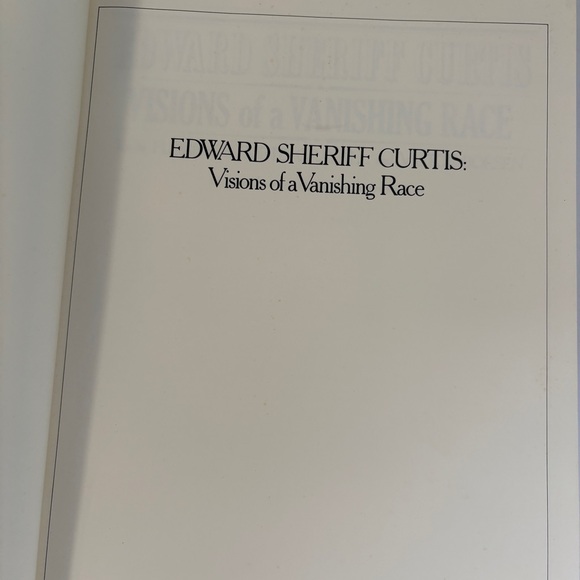 EDWARD SHERIFF CURTIS:
Visions of a Vanishing Race